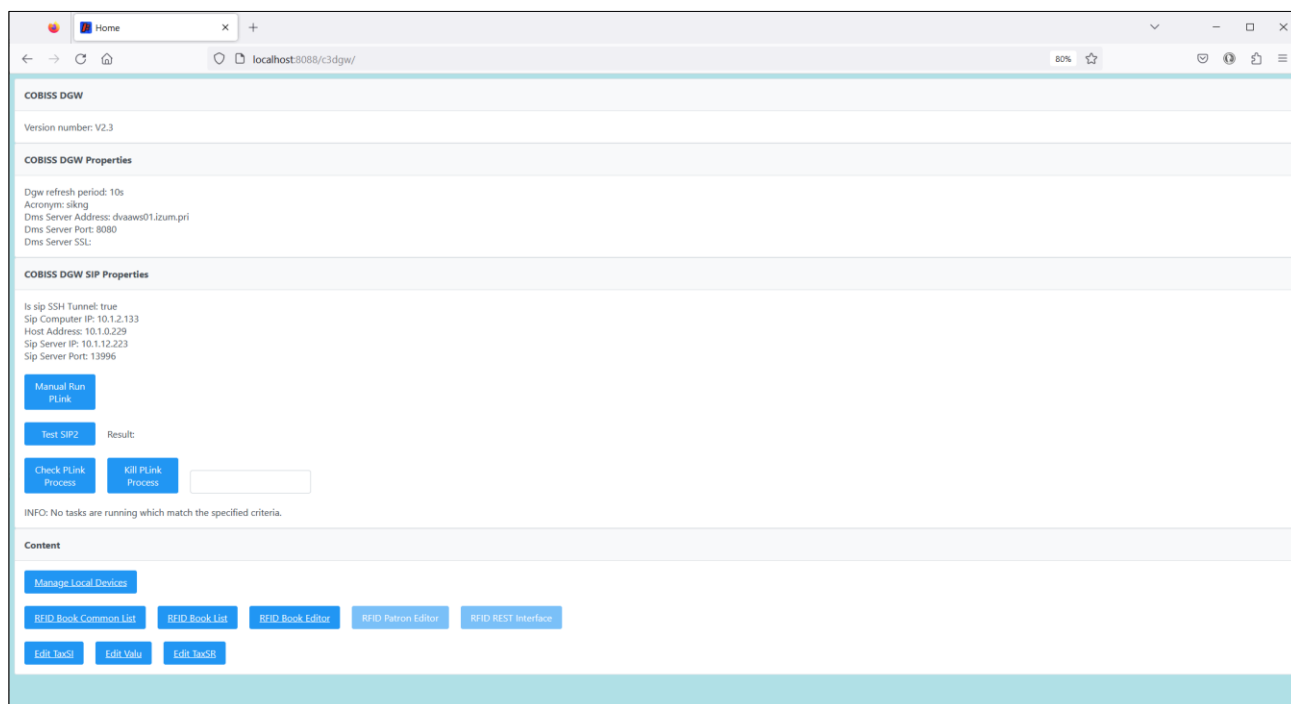 Home
localhost:8088/c3dgw/
80%
COBISS DGW
Version number: V2.3
COBISS DGW Properties
Dgw refresh period: 10s
Acronym: sikng
Dms Server Address: dvaaws01.izum.pri
Dms Server Port: 8080
Dms Server SSL:
COBISS DGW SIP Properties
Is sip SSH Tunnel: true
Sip Computer IP: 10.1.2.133
Host Address: 10.1.0.229
Sip Server IP: 10.1.12.223
Sip Server Port: 13996
Manual Run
PLink
Test SIP2 Result:
Check PLink
Process
Kill PLink
Process
INFO: No tasks are running which match the specified criteria.
Content
Manage Local Devices
RFID Book Common List RFID Book List RFID Book Editor RFID Patron Editor RFID REST Interface
Edit TaxSI Edit Valu Edit TaxSR